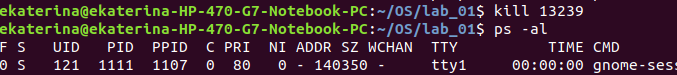 ekaterina@ekaterina-HP-470-G7-Notebook-PC:~/OS/lab_01$ kill 13239
ekaterina@ekaterina-HP-470-G7-Notebook-PC:~/OS/lab_01$ ps -al
F S   UID   PID  PPID  C PRI  NI ADDR SZ WCHAN  TTY          TIME CMD
0 S   121  1111  1107  0  80   0 - 140350 -     tty1     00:00:00 gnome-ses